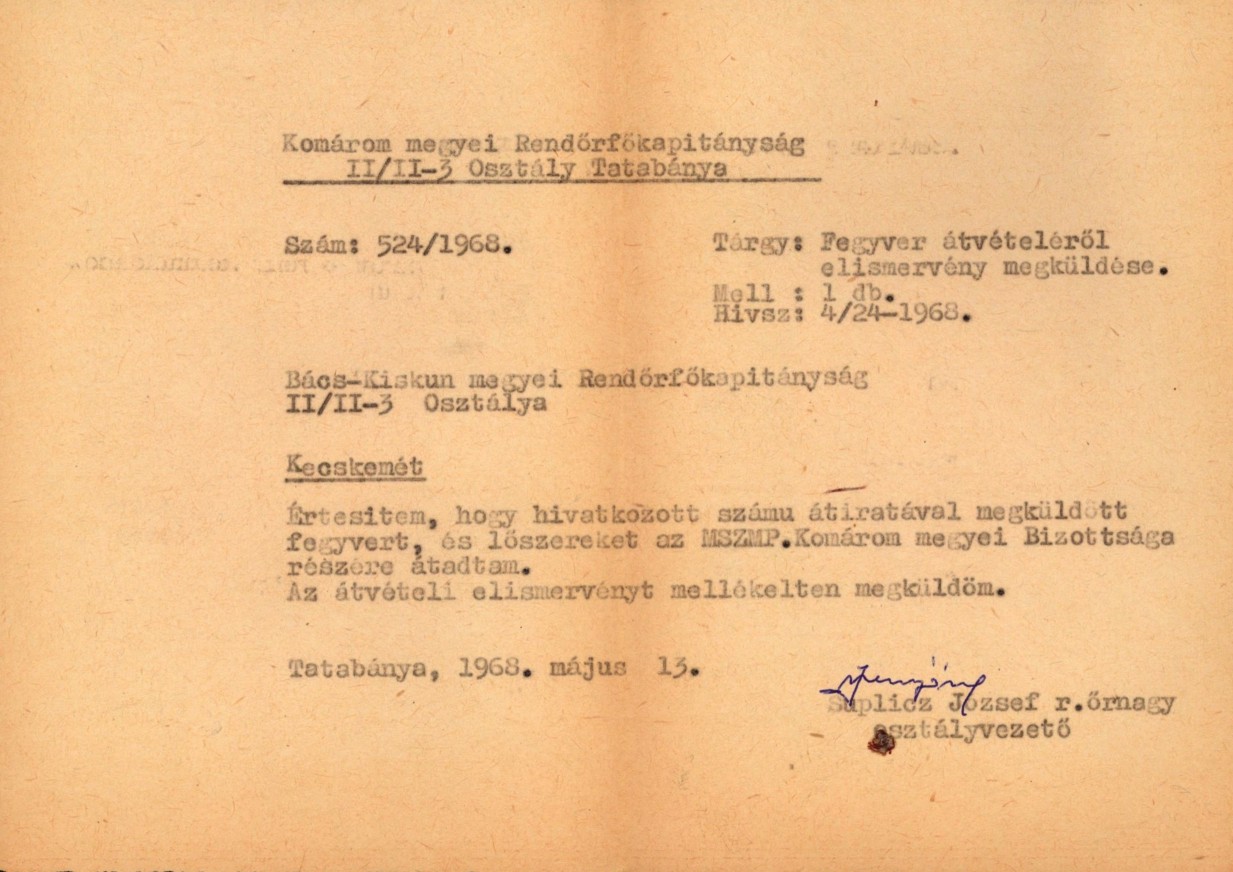 Komárom megyei Rendőrfőkapitányság
II/II-3 Osztály Tatabánya
Szám: 524/1968.
Tárgy: Fegyver átvételéről
elismervény megküldése.
Mell : 1 db.
Hivsz: 4/24-1968.
Bács-Kiskun megyei Rendőrfőkapitányság
II/II-3 Osztálya
Kecskemét
Értesitem, hogy hivatkozott számu átiratával megküldött
fegyvert, és lőszereket az MSZMP.Komárom megyei Bizottsága
részére átadtam.
Az átvételi elismervényt mellékelten megküldöm.
Tatabánya, 1968. május 13.
Suplicz József r.őrnagy
osztályvezető